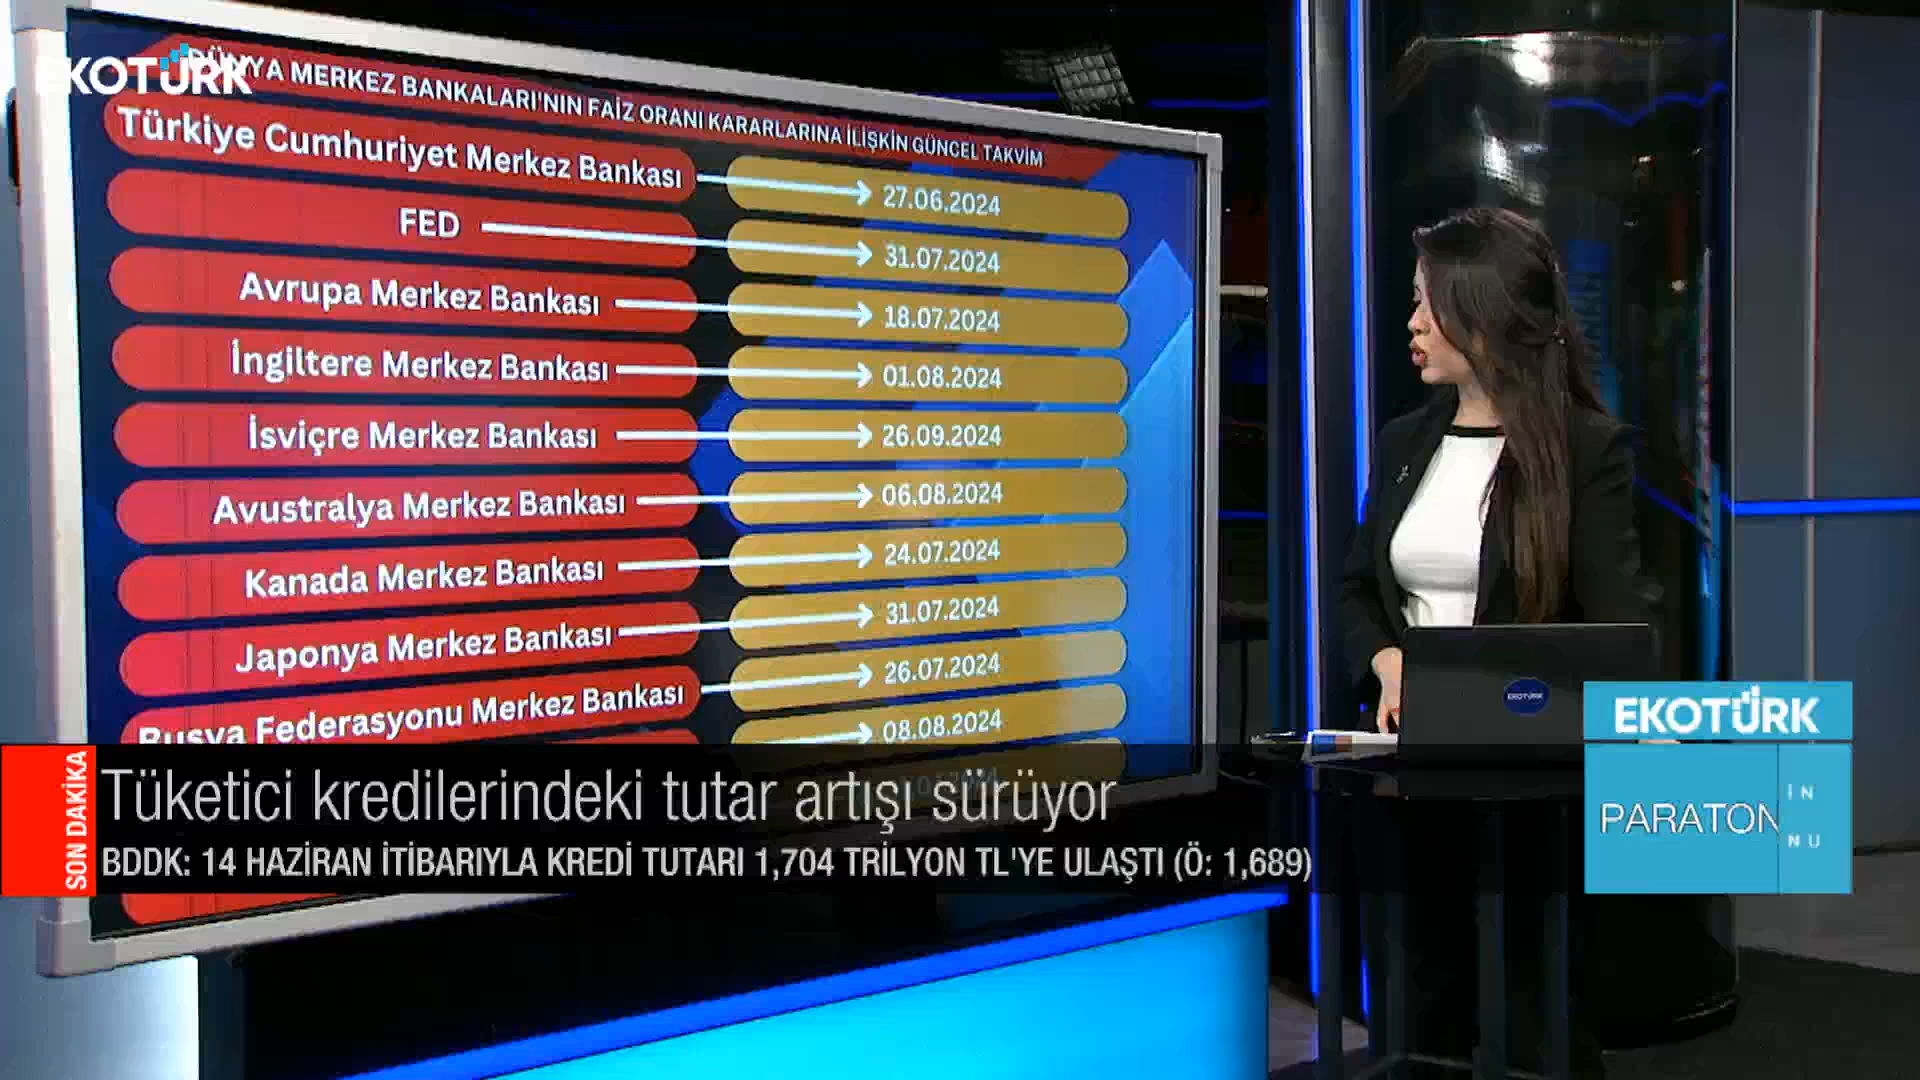 EKOTÜRK
DÜNYA MERKEZ BANKALARI'NIN FAİZ ORANI KARARLARINA İLİŞKİN GÜNCEL TAKVİM
Türkiye Cumhuriyet Merkez Bankası 27.06.2024
FED 31.07.2024
Avrupa Merkez Bankası 18.07.2024
İngiltere Merkez Bankası 01.08.2024
İsviçre Merkez Bankası 26.09.2024
Avustralya Merkez Bankası 06.08.2024
Kanada Merkez Bankası 24.07.2024
Japonya Merkez Bankası 31.07.2024
Rusya Federasyonu Merkez Bankası 26.07.2024
08.08.2024
SON DAKİKA
Tüketici kredilerindeki tutar artışı sürüyor
BDDK: 14 HAZİRAN İTİBARIYLA KREDİ TUTARI 1,704 TRİLYON TL'YE ULAŞTI (Ö: 1,689)
EKOTÜRK
EKOTÜRK
PARATON
İN
NU